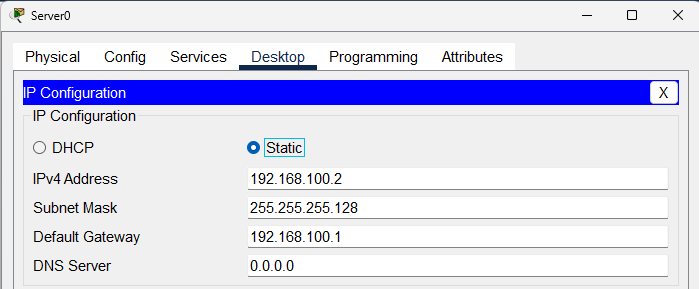 Server0
Physical Config Services Desktop Programming Attributes
IP Configuration X
IP Configuration
DHCP Static
IPv4 Address 192.168.100.2
Subnet Mask 255.255.255.128
Default Gateway 192.168.100.1
DNS Server 0.0.0.0